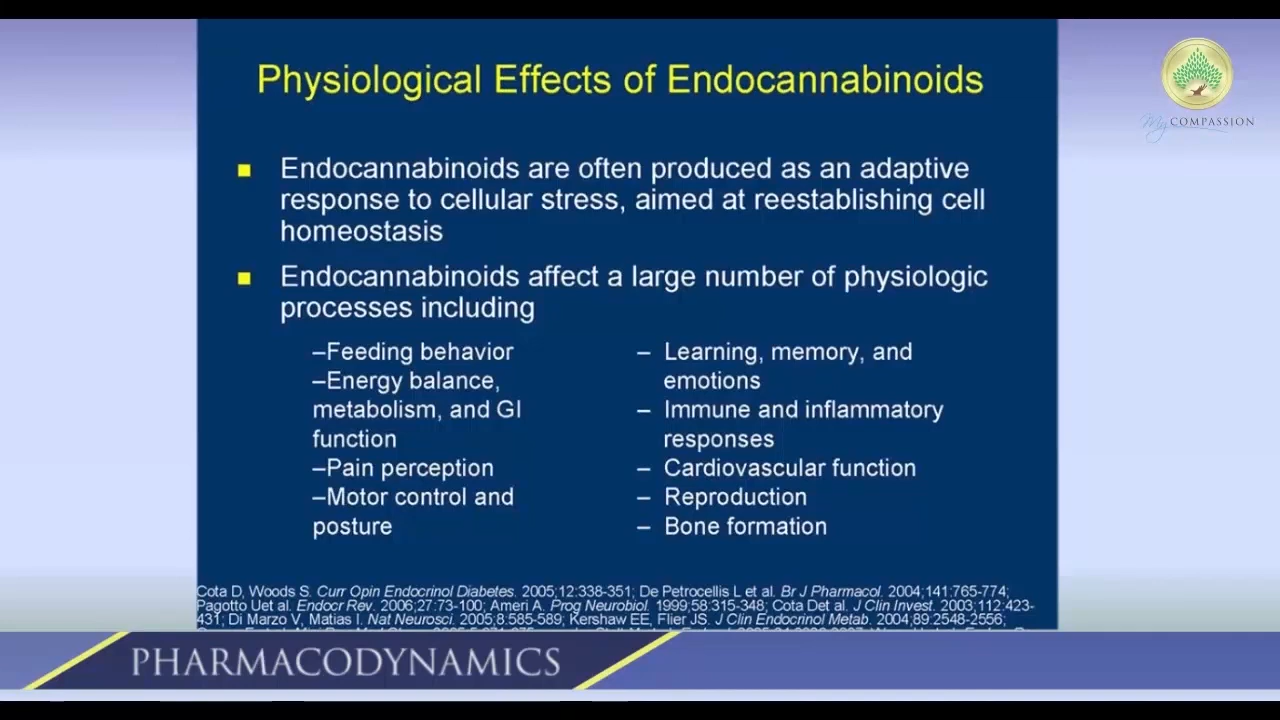 Physiological Effects of Endocannabinoids
My COMPASSION
■ Endocannabinoids are often produced as an adaptive
response to cellular stress, aimed at reestablishing cell
homeostasis
■ Endocannabinoids affect a large number of physiologic
processes including
–Feeding behavior
–Energy balance,
metabolism, and GI
function
–Pain perception
–Motor control and
posture
– Learning, memory, and
emotions
– Immune and inflammatory
responses
– Cardiovascular function
– Reproduction
– Bone formation
Cota D, Woods S. Curr Opin Endocrinol Diabetes. 2005;12:338-351; De Petrocellis L et al. Br J Pharmacol. 2004;141:765-774;
Pagotto Uet al. Endocr Rev. 2006;27:73-100; Ameri A. Prog Neurobiol. 1999;58:315-348; Cota Det al. J Clin Invest. 2003;112:423-
431; Di Marzo V, Matias I. Nat Neurosci. 2005;8:585-589; Kershaw EE, Flier JS. J Clin Endocrinol Metab. 2004;89:2548-2556;
PHARMACODYNAMICS